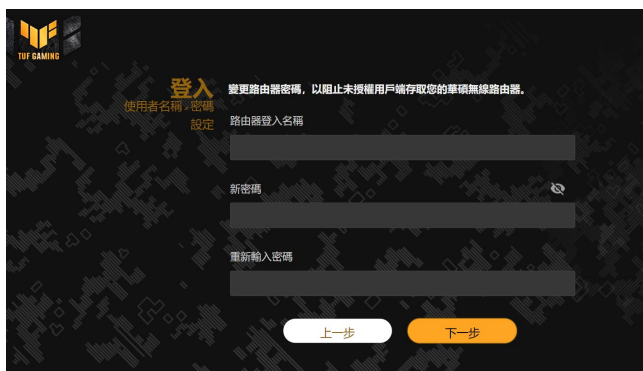 TUF GAMING
登入
使用者名稱、密碼
設定
變更路由器密碼，以阻止未授權用戶端存取您的華碩無線路由器。
路由器登入名稱
新密碼
重新輸入密碼
上一步
下一步